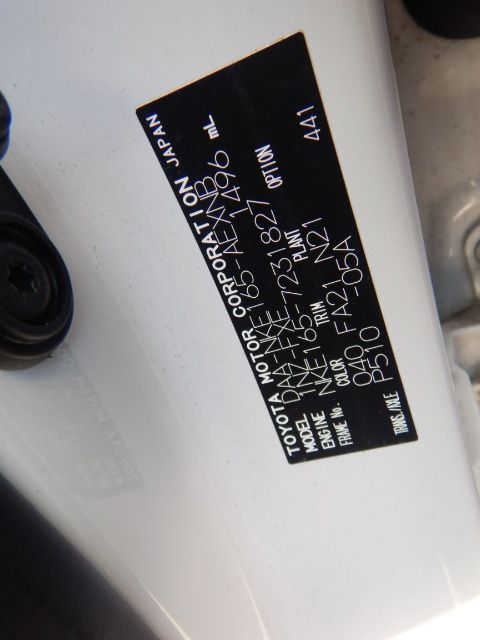 TOYOTA MOTOR CORPORATION JAPAN
MODEL DAA-NKE165-AEXNB
ENGINE 1NZ-FXE 1496 mL
FRAME No. NKE165-7231827
COLOR TRIM PLANT OPTION
040 FA21 N21 441
TRANS./AXLE P510 -05A